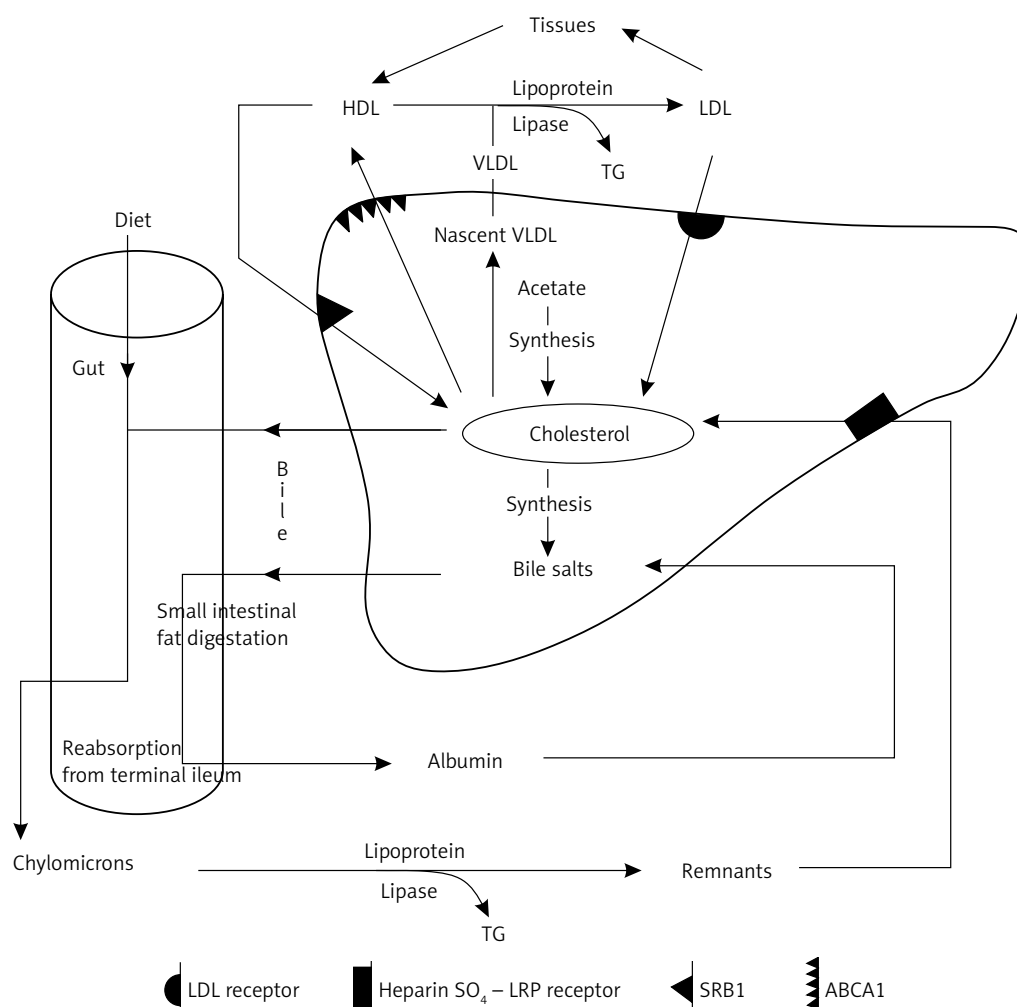 Tissues
Lipoprotein
HDL
LDL
Lipase
VLDL
TG
Diet
Nascent VLDL
Acetate
Synthesis
Gut
Cholesterol
B
i
l
e
Synthesis
Bile salts
Small intestinal
fat digestation
Reabsorption
from terminal ileum
Albumin
Chylomicrons
Lipoprotein
Lipase
Remnants
TG
LDL receptor
Heparin SO₄ – LRP receptor
SRB1
ABCA1